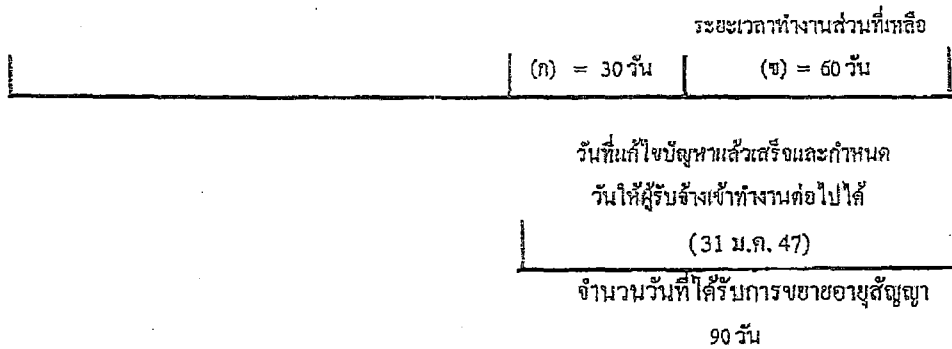 ระยะเวลาทำงานส่วนที่เหลือ
(ก) = 30 วัน (ข) = 60 วัน
วันที่แก้ไขปัญหาแล้วเสร็จและกำหนด
วันให้ผู้รับจ้างเข้าทำงานต่อไปได้
(31 ม.ค. 47)
จำนวนวันที่ได้รับการขยายอายุสัญญา
90 วัน